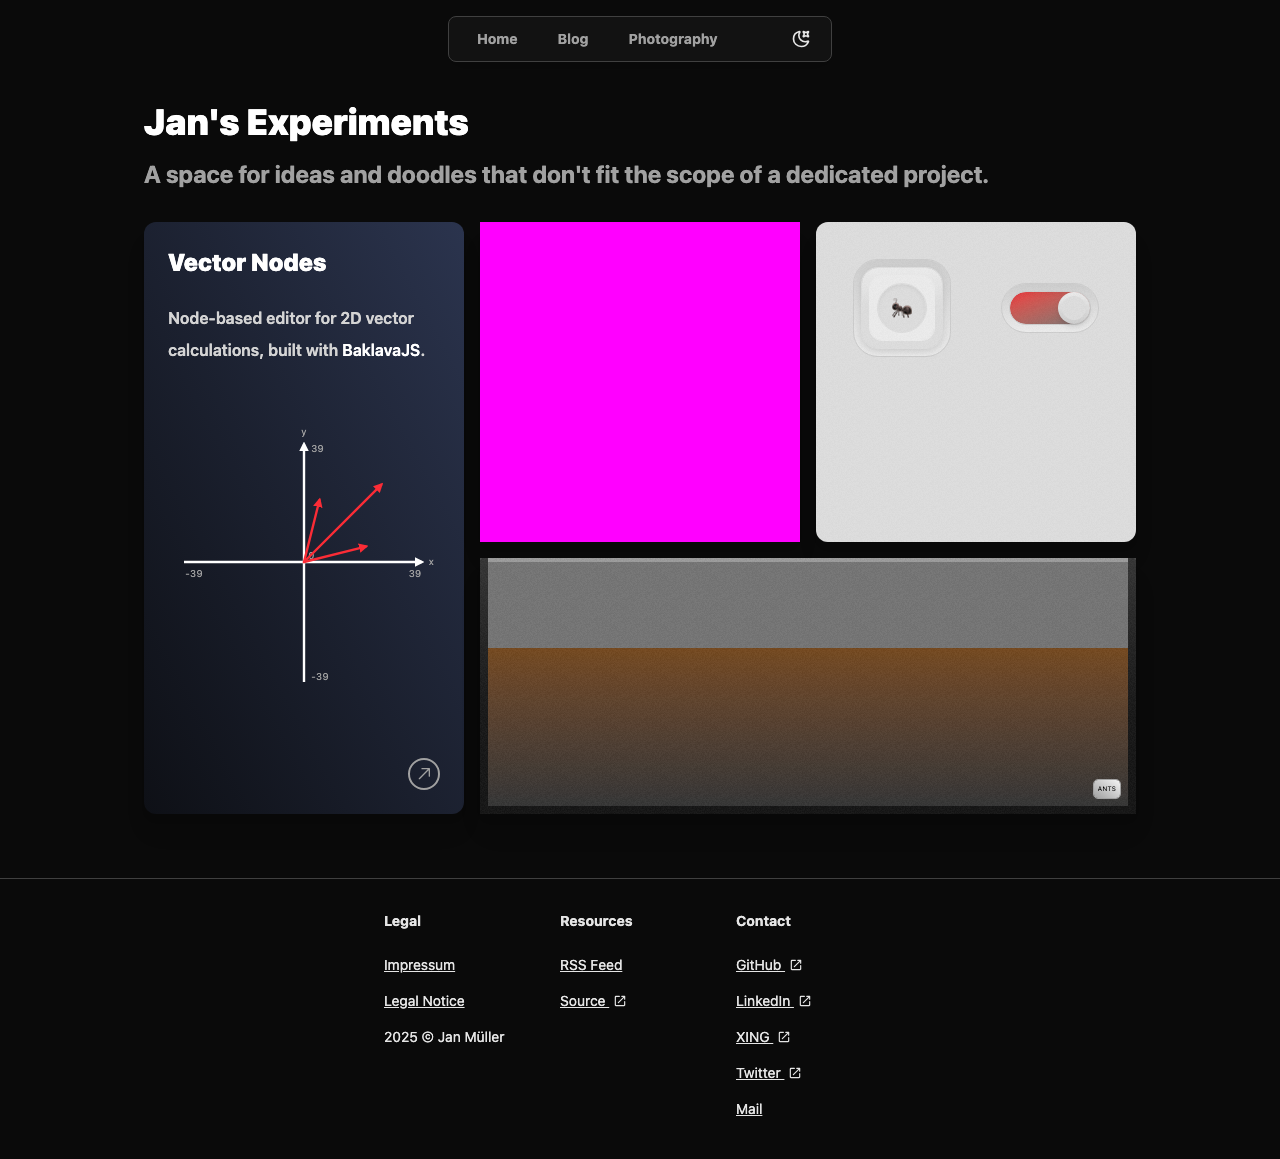 Home
Blog
Photography
Jan's Experiments
A space for ideas and doodles that don't fit the scope of a dedicated project.
Vector Nodes
Node-based editor for 2D vector
calculations, built with BaklavaJS.
y
39
0
x
-39
39
-39
ANTS
Legal
Impressum
Legal Notice
2025 © Jan Müller
Resources
RSS Feed
Source
Contact
GitHub
LinkedIn
XING
Twitter
Mail